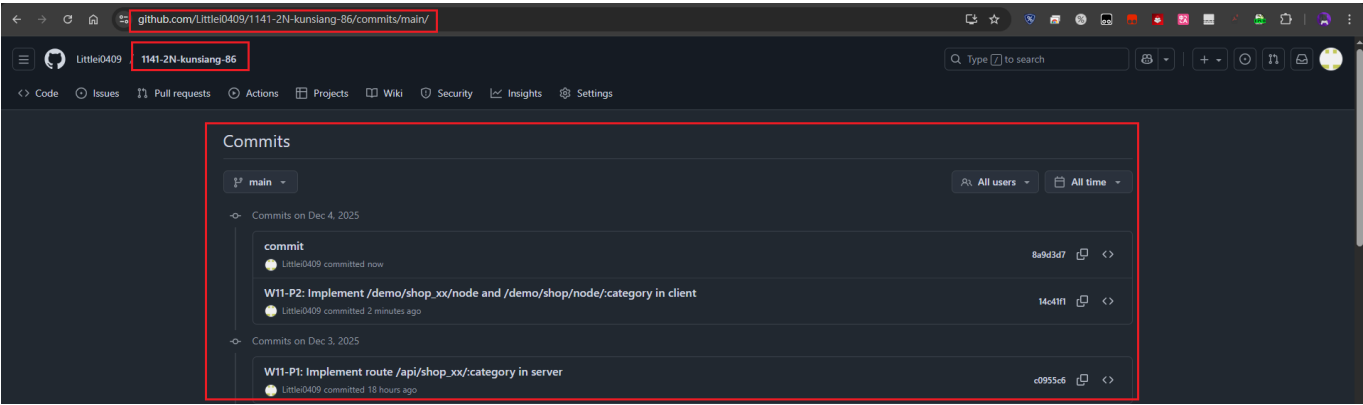 github.com/Littlei0409/1141-2N-kunsiang-86/commits/main/
Littlei0409 / 1141-2N-kunsiang-86
Type / to search
Code Issues Pull requests Actions Projects Wiki Security Insights Settings
Commits
main All users All time
Commits on Dec 4, 2025
commit
8a9d3d7
Littlei0409 committed now
W11-P2: Implement /demo/shop_xx/node and /demo/shop/node/:category in client
14c41f1
Littlei0409 committed 2 minutes ago
Commits on Dec 3, 2025
W11-P1: Implement route /api/shop_xx/:category in server
c0955c6
Littlei0409 committed 18 hours ago